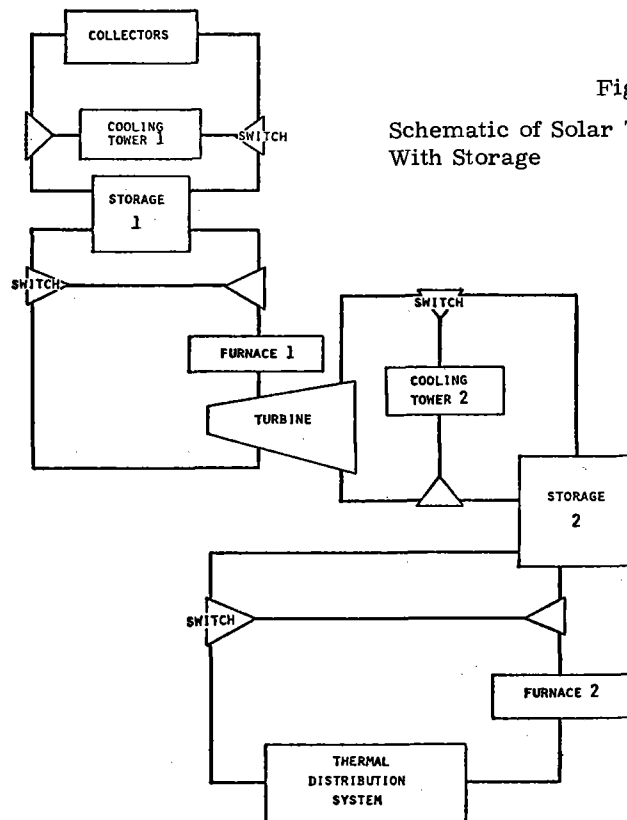 COLLECTORS
Fig
COOLING
TOWER 1
SWITCH
Schematic of Solar
With Storage
STORAGE
1
SWITCH
SWITCH
FURNACE 1
COOLING
TOWER 2
TURBINE
STORAGE
2
SWITCH
FURNACE 2
THERMAL
DISTRIBUTION
SYSTEM